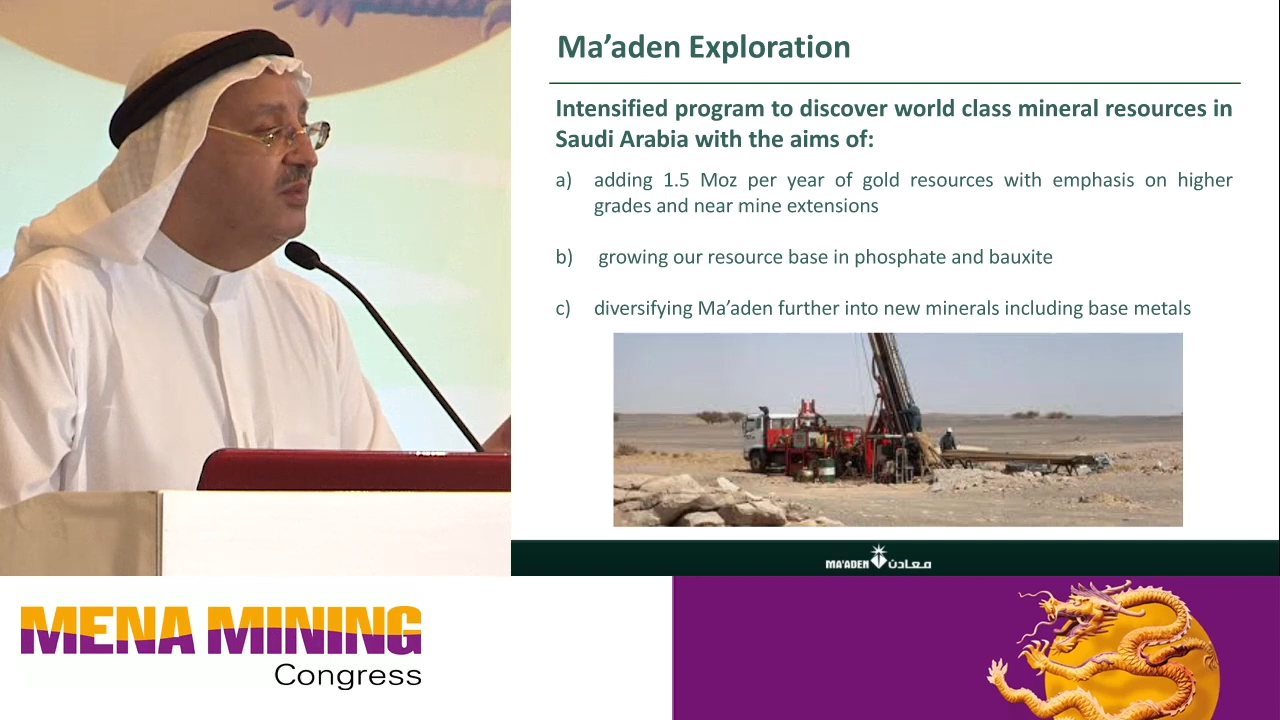 Ma’aden Exploration
Intensified program to discover world class mineral resources in
Saudi Arabia with the aims of:
a) adding 1.5 Moz per year of gold resources with emphasis on higher
grades and near mine extensions
b) growing our resource base in phosphate and bauxite
c) diversifying Ma’aden further into new minerals including base metals
MA'ADEN معادن
MENA MINING
Congress